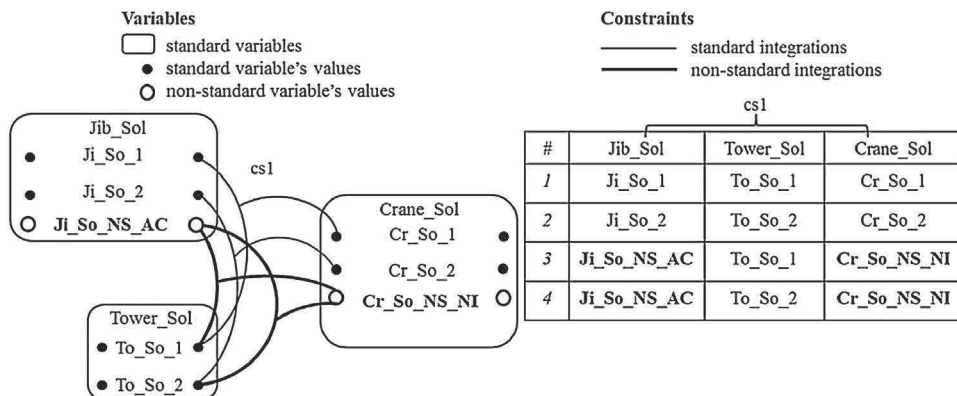 Variables
standard variables
standard variable's values
non-standard variable's values
Constraints
standard integrations
non-standard integrations
Jib_Sol
Ji_So_1
Ji_So_2
Ji_So_NS_AC
cs1
Crane_Sol
Cr_So_1
Cr_So_2
Cr_So_NS_NI
Tower_Sol
To_So_1
To_So_2
cs1
# Jib_Sol Tower_Sol Crane_Sol
1 Ji_So_1 To_So_1 Cr_So_1
2 Ji_So_2 To_So_2 Cr_So_2
3 Ji_So_NS_AC To_So_1 Cr_So_NS_NI
4 Ji_So_NS_AC To_So_2 Cr_So_NS_NI